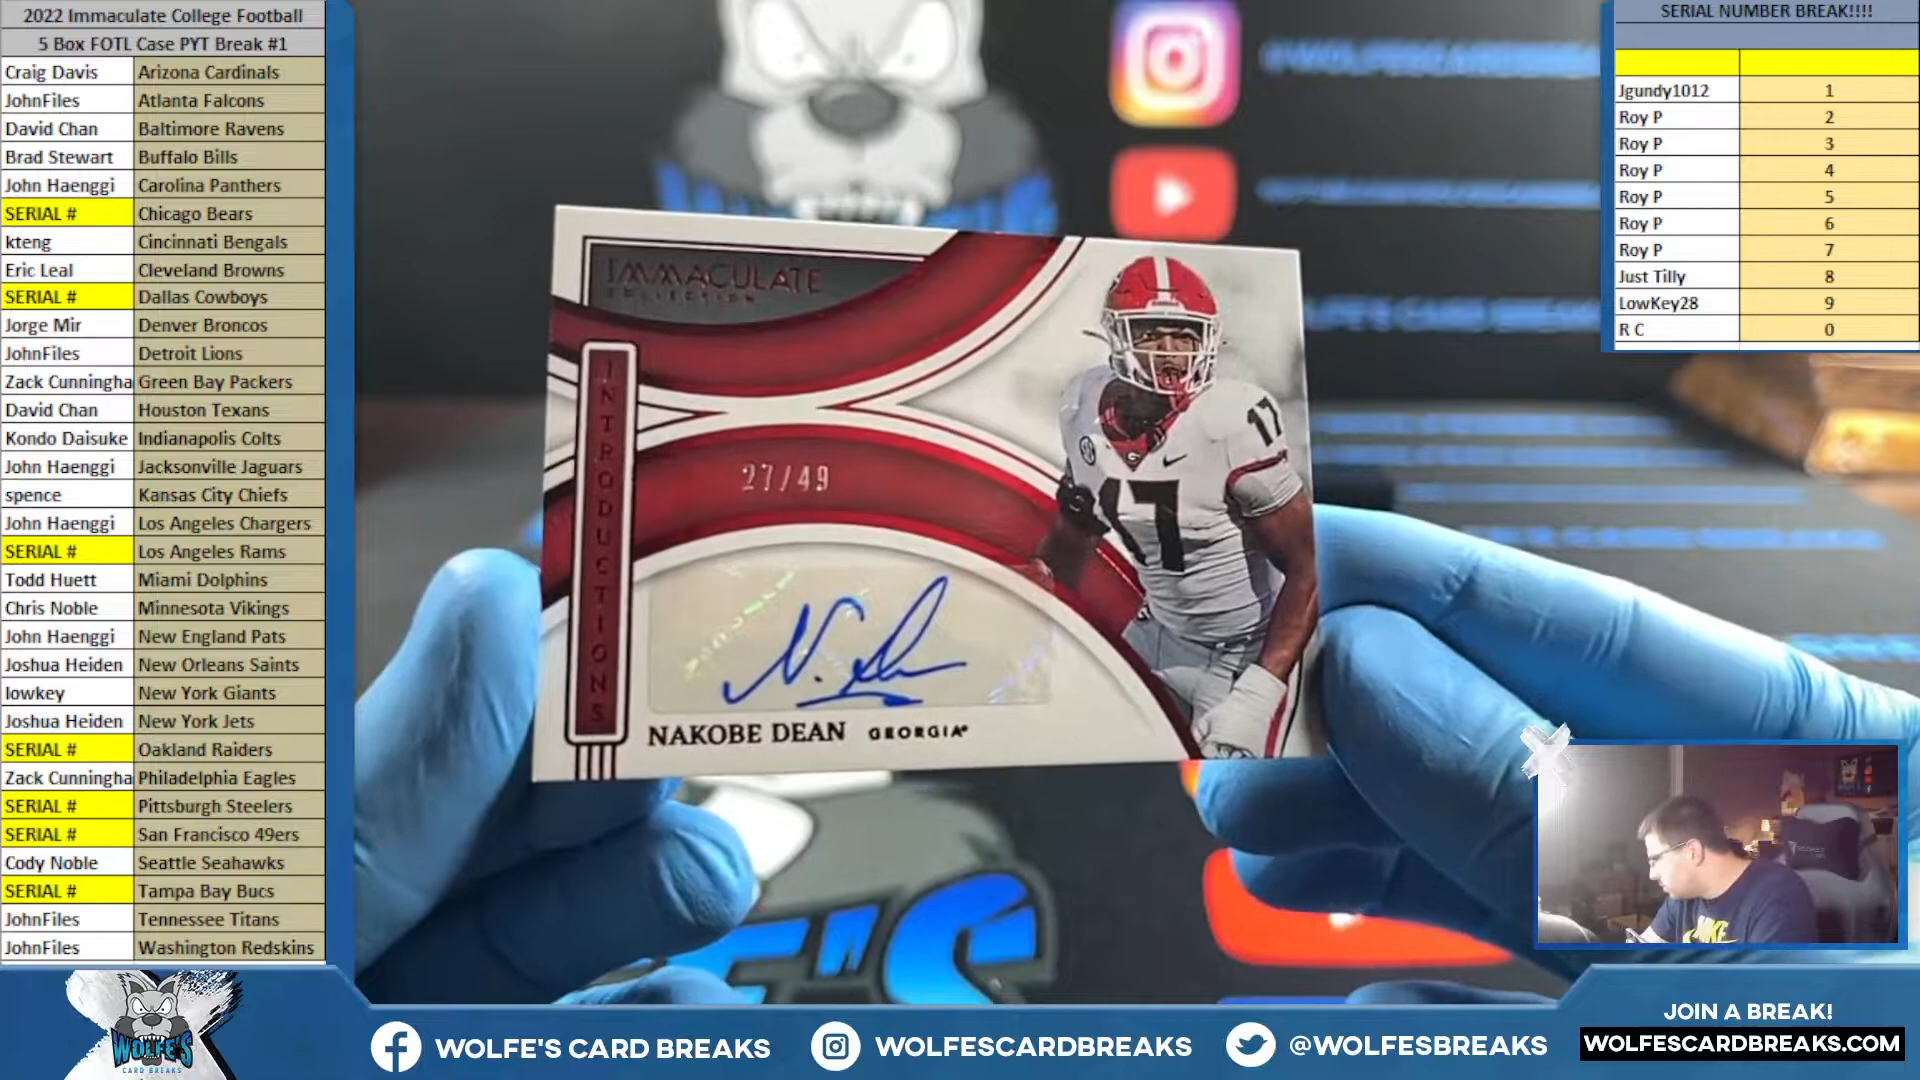 2022 Immaculate College Football
5 Box FOTL Case PYT Break #1
Craig Davis Arizona Cardinals
JohnFiles Atlanta Falcons
David Chan Baltimore Ravens
Brad Stewart Buffalo Bills
John Haenggi Carolina Panthers
SERIAL # Chicago Bears
kteng Cincinnati Bengals
Eric Leal Cleveland Browns
SERIAL # Dallas Cowboys
Jorge Mir Denver Broncos
JohnFiles Detroit Lions
Zack Cunningha Green Bay Packers
David Chan Houston Texans
Kondo Daisuke Indianapolis Colts
John Haenggi Jacksonville Jaguars
spence Kansas City Chiefs
John Haenggi Los Angeles Chargers
SERIAL # Los Angeles Rams
Todd Huett Miami Dolphins
Chris Noble Minnesota Vikings
John Haenggi New England Pats
Joshua Heiden New Orleans Saints
lowkey New York Giants
Joshua Heiden New York Jets
SERIAL # Oakland Raiders
Zack Cunningha Philadelphia Eagles
SERIAL # Pittsburgh Steelers
SERIAL # San Francisco 49ers
Cody Noble Seattle Seahawks
SERIAL # Tampa Bay Bucs
JohnFiles Tennessee Titans
JohnFiles Washington Redskins
SERIAL NUMBER BREAK!!!!
Jgundy1012 1
Roy P 2
Roy P 3
Roy P 4
Roy P 5
Roy P 6
Roy P 7
Just Tilly 8
LowKey28 9
R C 0
IMMACULATE
COLLECTION
INTRODUCTIONS
27/49
17
17
NAKOBE DEAN GEORGIA
WOLFE'S
CARD BREAKS
WOLFE'S CARD BREAKS
WOLFESCARDBREAKS
@WOLFESBREAKS
JOIN A BREAK!
WOLFESCARDBREAKS.COM